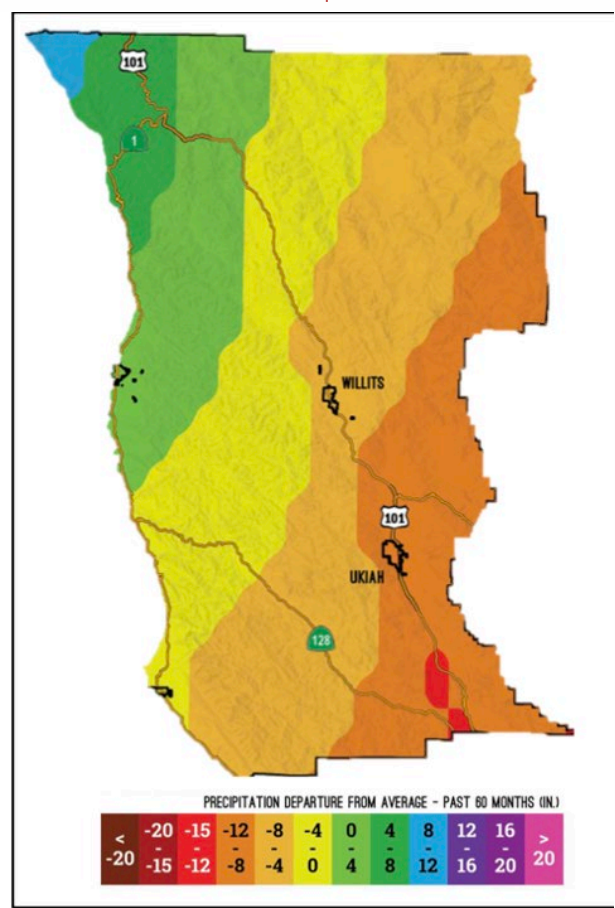 101
1
WILLITS
101
UKIAH
128
PRECIPITATION DEPARTURE FROM AVERAGE - PAST 60 MONTHS (IN.)
< -20
-20 - -15
-15 - -12
-12 - -8
-8 - -4
-4 - 0
0 - 4
4 - 8
8 - 12
12 - 16
16 - 20
> 20